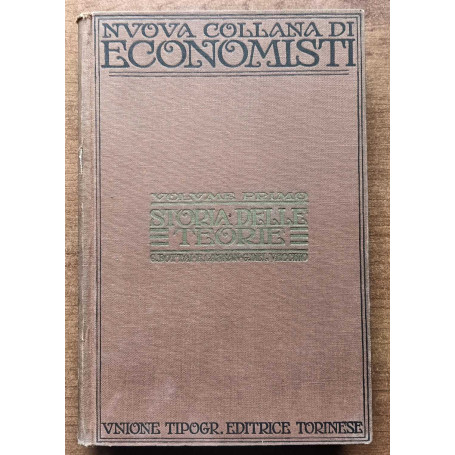 NVOVA COLLANA DI
ECONOMISTI
VOLVME PRIMO
STORIA DELLE
TEORIE
VNIONE TIPOGR. EDITRICE TORINESE